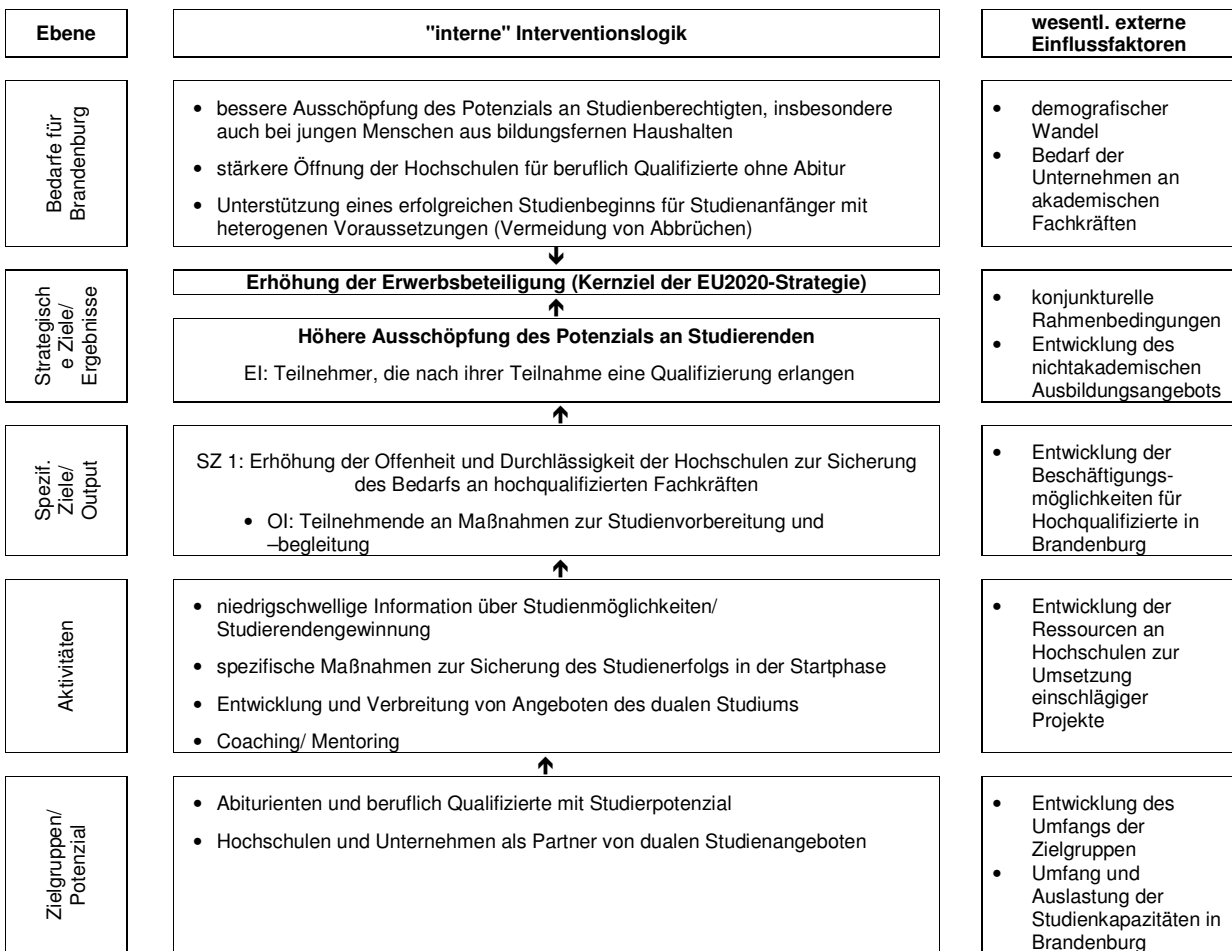 Ebene
"interne" Interventionslogik
wesentl. externe
Einflussfaktoren
Bedarfe für
Brandenburg
• bessere Ausschöpfung des Potenzials an Studienberechtigten, insbesondere
auch bei jungen Menschen aus bildungsfernen Haushalten
• stärkere Öffnung der Hochschulen für beruflich Qualifizierte ohne Abitur
• Unterstützung eines erfolgreichen Studienbeginns für Studienanfänger mit
heterogenen Voraussetzungen (Vermeidung von Abbrüchen)
• demografischer
Wandel
• Bedarf der
Unternehmen an
akademischen
Fachkräften
Strategisch
e Ziele/
Ergebnisse
Erhöhung der Erwerbsbeteiligung (Kernziel der EU2020-Strategie)
Höhere Ausschöpfung des Potenzials an Studierenden
EI: Teilnehmer, die nach ihrer Teilnahme eine Qualifizierung erlangen
• konjunkturelle
Rahmenbedingungen
• Entwicklung des
nichtakademischen
Ausbildungsangebots
Spezif.
Ziele/
Output
SZ 1: Erhöhung der Offenheit und Durchlässigkeit der Hochschulen zur Sicherung
des Bedarfs an hochqualifizierten Fachkräften
• OI: Teilnehmende an Maßnahmen zur Studienvorbereitung und
–begleitung
• Entwicklung der
Beschäftigungs-
möglichkeiten für
Hochqualifizierte in
Brandenburg
Aktivitäten
• niedrigschwellige Information über Studienmöglichkeiten/
Studierendengewinnung
• spezifische Maßnahmen zur Sicherung des Studienerfolgs in der Startphase
• Entwicklung und Verbreitung von Angeboten des dualen Studiums
• Coaching/ Mentoring
• Entwicklung der
Ressourcen an
Hochschulen zur
Umsetzung
einschlägiger
Projekte
Zielgruppen/
Potenzial
• Abiturienten und beruflich Qualifizierte mit Studierpotenzial
• Hochschulen und Unternehmen als Partner von dualen Studienangeboten
• Entwicklung des
Umfangs der
Zielgruppen
• Umfang und
Auslastung der
Studienkapazitäten in
Brandenburg